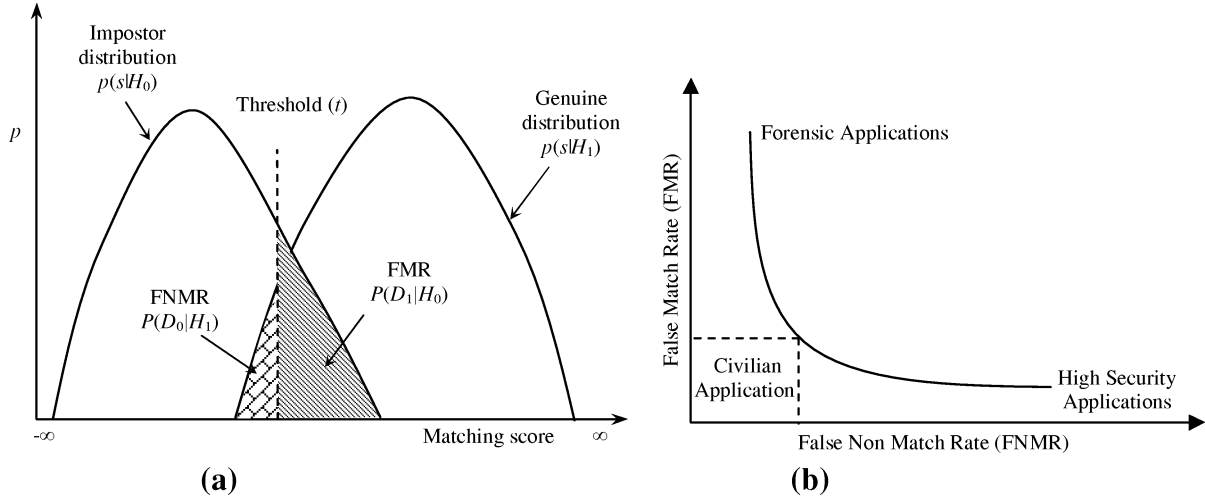 Impostor
distribution
p(s|H0)
Threshold (t)
Genuine
distribution
p(s|H1)
p
FNMR
P(D0|H1)
FMR
P(D1|H0)
-∞
Matching score
∞
(a)
False Match Rate (FMR)
Forensic Applications
Civilian
Application
High Security
Applications
False Non Match Rate (FNMR)
(b)